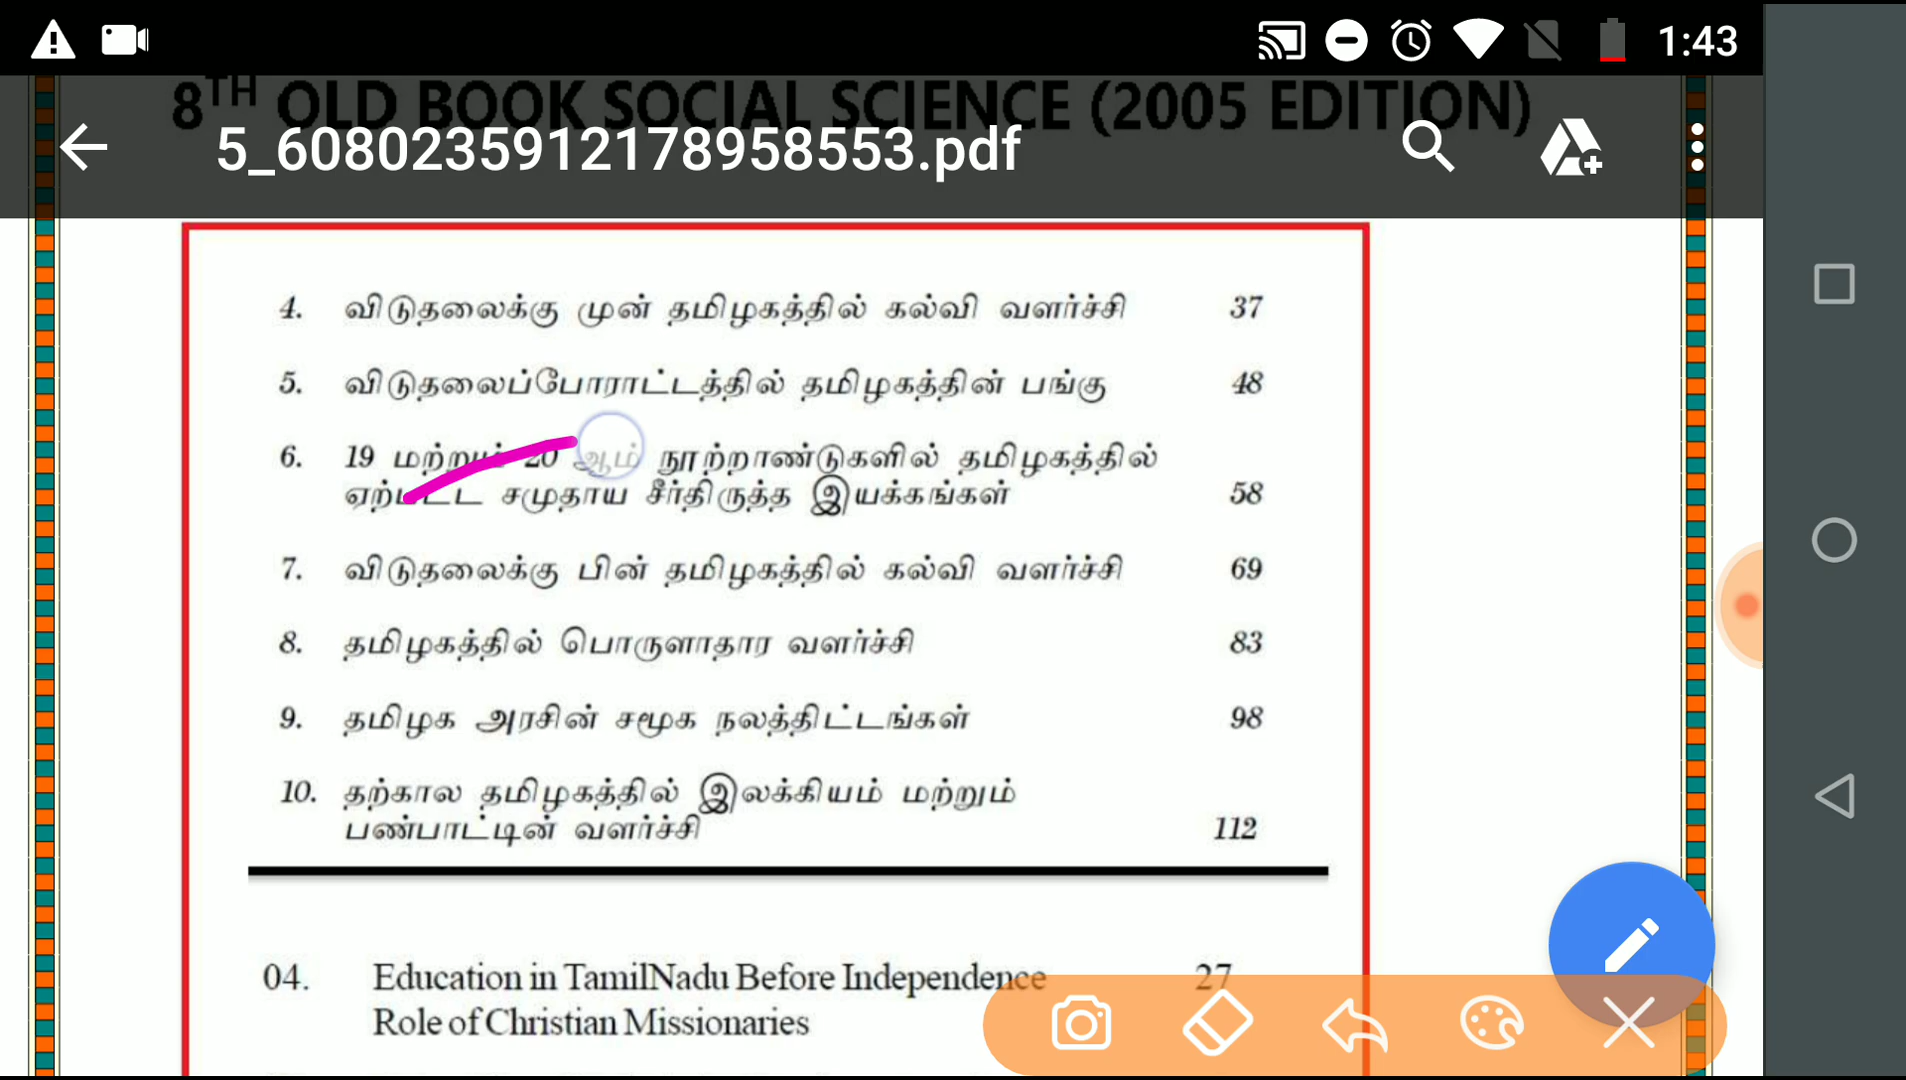 1:43
8TH OLD BOOK SOCIAL SCIENCE (2005 EDITION)
5_6080235912178958553.pdf
4. விடுதலைக்கு முன் தமிழகத்தில் கல்வி வளர்ச்சி 37
5. விடுதலைப்போராட்டத்தில் தமிழகத்தின் பங்கு 48
6. 19 மற்றும் 20 ஆம் நூற்றாண்டுகளில் தமிழகத்தில்
ஏற்பட்ட சமுதாய சீர்திருத்த இயக்கங்கள் 58
7. விடுதலைக்கு பின் தமிழகத்தில் கல்வி வளர்ச்சி 69
8. தமிழகத்தில் பொருளாதார வளர்ச்சி 83
9. தமிழக அரசின் சமூக நலத்திட்டங்கள் 98
10. தற்கால தமிழகத்தில் இலக்கியம் மற்றும்
பண்பாட்டின் வளர்ச்சி 112
04. Education in TamilNadu Before Independence 27
Role of Christian Missionaries